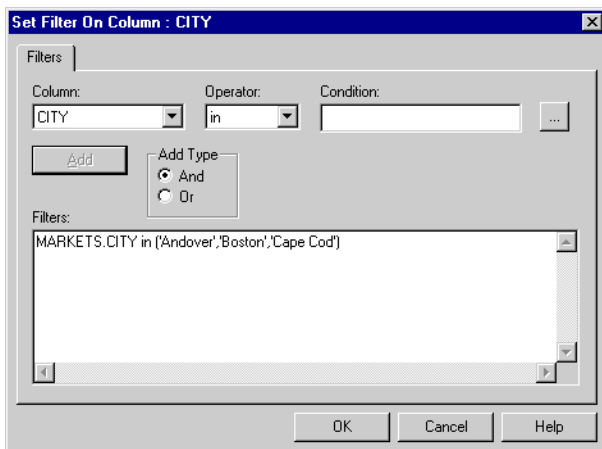 Set Filter On Column : CITY
Filters
Column:
Operator:
Condition:
CITY
in
...
Add
Add Type
And
Or
Filters:
MARKETS.CITY in ('Andover','Boston','Cape Cod')
OK
Cancel
Help